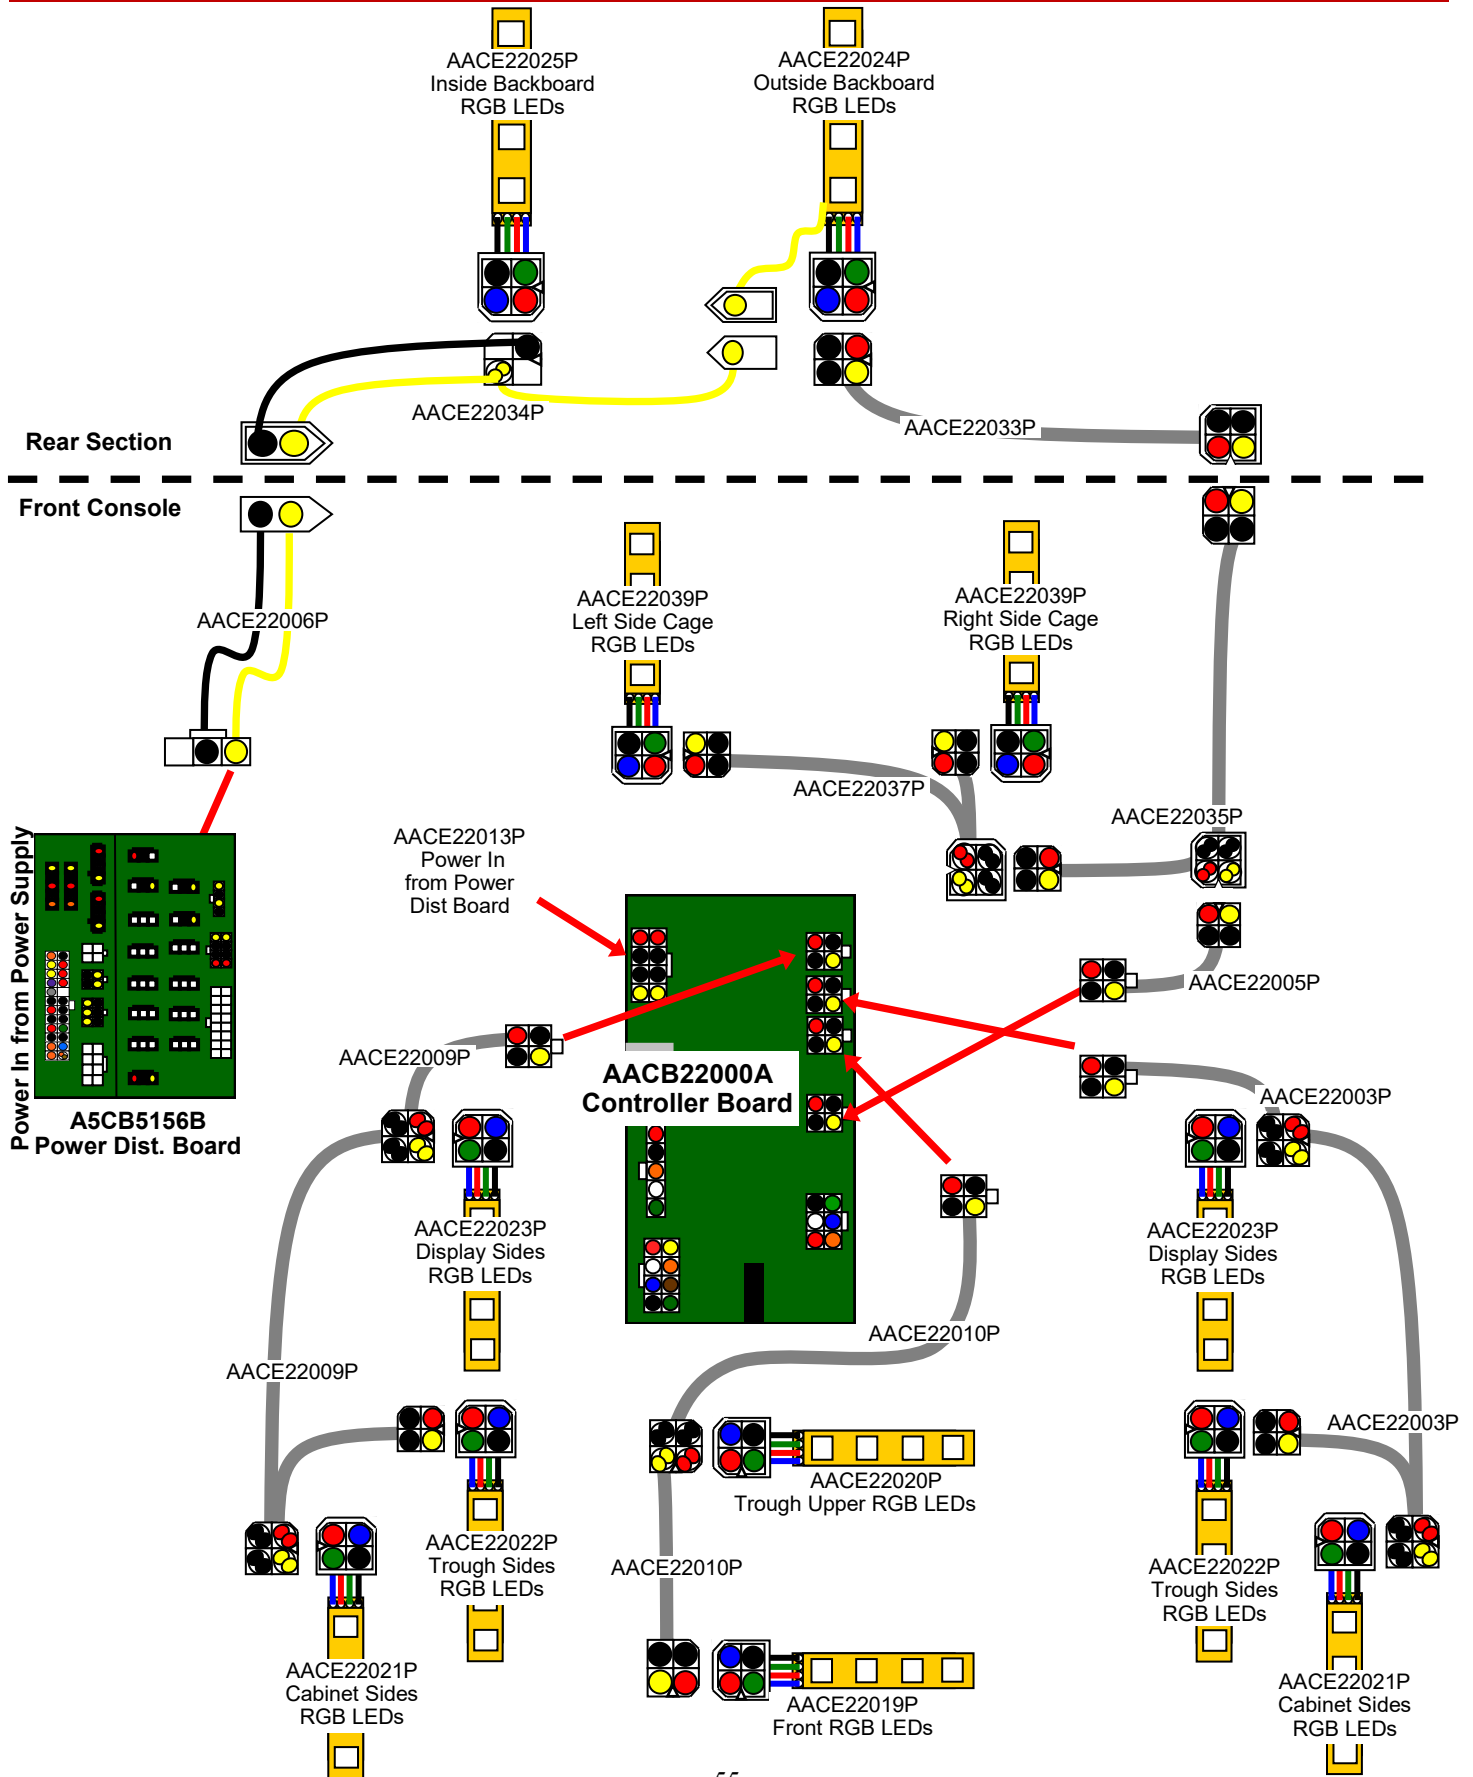 AACE22025P
Inside Backboard
RGB LEDs
AACE22024P
Outside Backboard
RGB LEDs
AACE22034P
AACE22033P
Rear Section
Front Console
AACE22006P
AACE22039P
Left Side Cage
RGB LEDs
AACE22039P
Right Side Cage
RGB LEDs
AACE22037P
AACE22035P
AACE22013P
Power In
from Power
Dist Board
Power In from Power Supply
AACE22005P
AACE22009P
AACB22000A
Controller Board
AACE22003P
A5CB5156B
Power Dist. Board
AACE22023P
Display Sides
RGB LEDs
AACE22023P
Display Sides
RGB LEDs
AACE22010P
AACE22009P
AACE22003P
AACE22020P
Trough Upper RGB LEDs
AACE22022P
Trough Sides
RGB LEDs
AACE22010P
AACE22022P
Trough Sides
RGB LEDs
AACE22021P
Cabinet Sides
RGB LEDs
AACE22019P
Front RGB LEDs
AACE22021P
Cabinet Sides
RGB LEDs